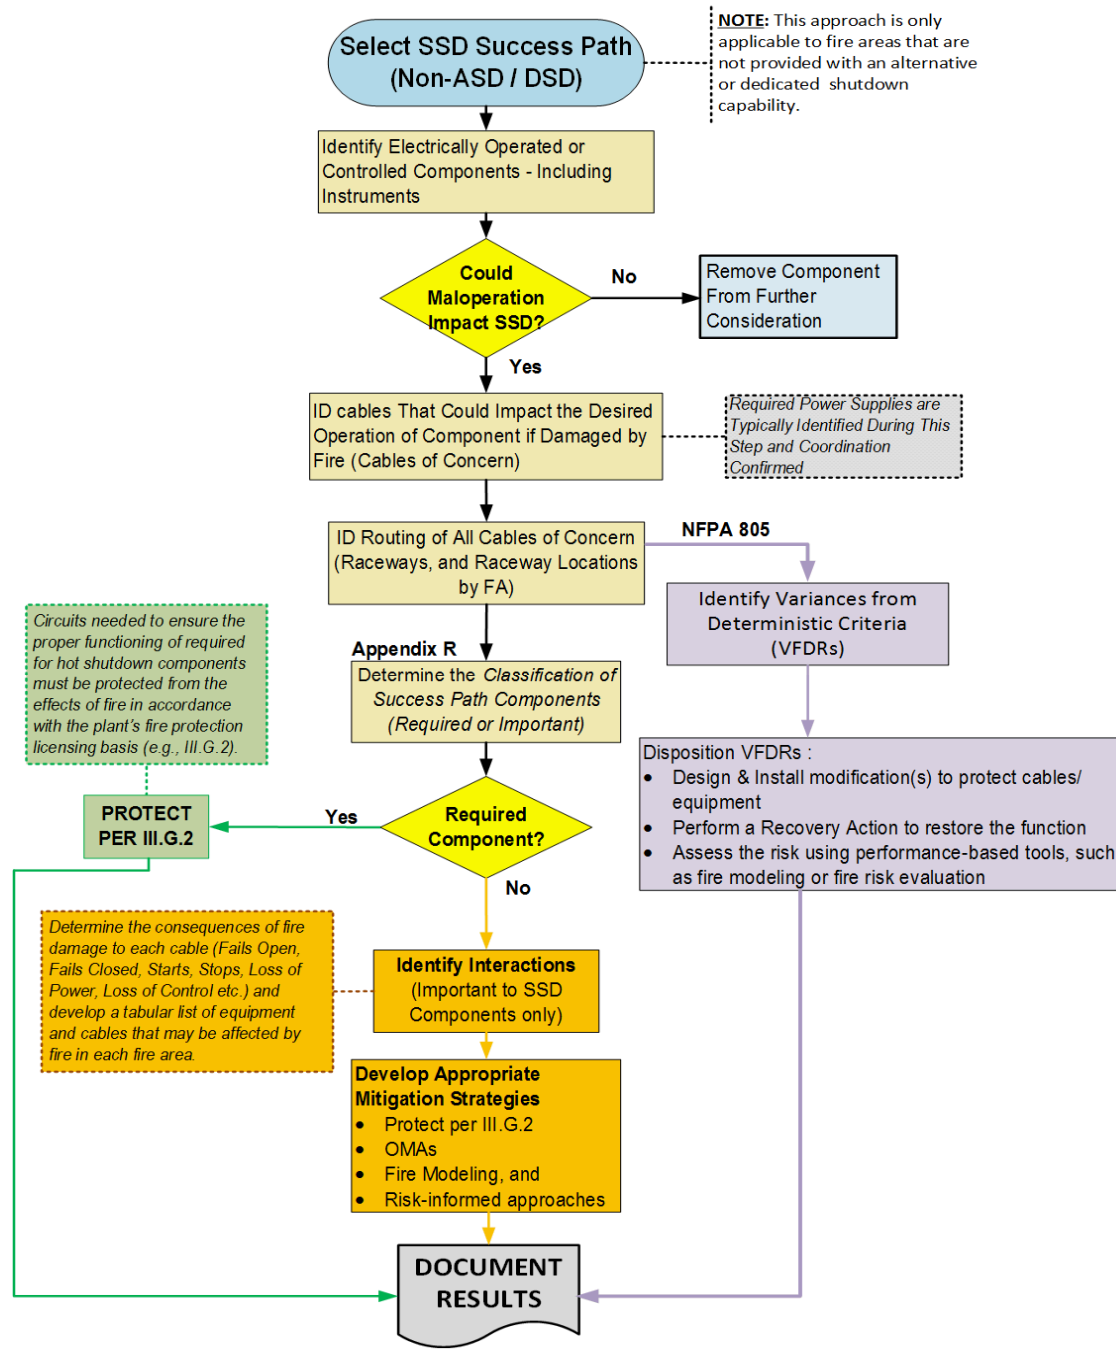 Select SSD Success Path
(Non-ASD / DSD)
NOTE: This approach is only
applicable to fire areas that are
not provided with an alternative
or dedicated shutdown
capability.
Identify Electrically Operated or
Controlled Components - Including
Instruments
Could
Maloperation
Impact SSD?
No
Remove Component
From Further
Consideration
Yes
ID cables That Could Impact the Desired
Operation of Component if Damaged by
Fire (Cables of Concern)
Required Power Supplies are
Typically Identified During This
Step and Coordination
Confirmed
ID Routing of All Cables of Concern
(Raceways, and Raceway Locations
by FA)
NFPA 805
Identify Variances from
Deterministic Criteria
(VFDRs)
Circuits needed to ensure the
proper functioning of required
for hot shutdown components
must be protected from the
effects of fire in accordance
with the plant's fire protection
licensing basis (e.g., III.G.2).
Appendix R
Determine the Classification of
Success Path Components
(Required or Important)
Disposition VFDRs :
• Design & Install modification(s) to protect cables/
equipment
• Perform a Recovery Action to restore the function
• Assess the risk using performance-based tools, such
as fire modeling or fire risk evaluation
PROTECT
PER III.G.2
Yes
Required
Component?
No
Determine the consequences of fire
damage to each cable (Fails Open,
Fails Closed, Starts, Stops, Loss of
Power, Loss of Control etc.) and
develop a tabular list of equipment
and cables that may be affected by
fire in each fire area.
Identify Interactions
(Important to SSD
Components only)
Develop Appropriate
Mitigation Strategies
• Protect per III.G.2
• OMAs
• Fire Modeling, and
• Risk-informed approaches
DOCUMENT
RESULTS